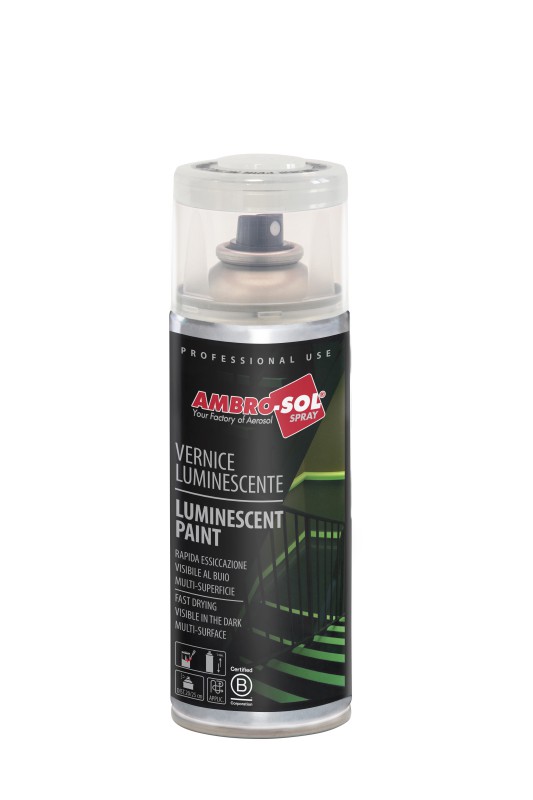 PROFESSIONAL USE
AMBRO-SOL®
SPRAY
Your Factory of Aerosol
VERNICE
LUMINESCENTE
LUMINESCENT
PAINT
RAPIDA ESSICCAZIONE
VISIBILE AL BUIO
MULTI-SUPERFICIE
FAST DRYING
VISIBLE IN THE DARK
MULTI-SURFACE
Certified
B
Corporation
APPLIC.